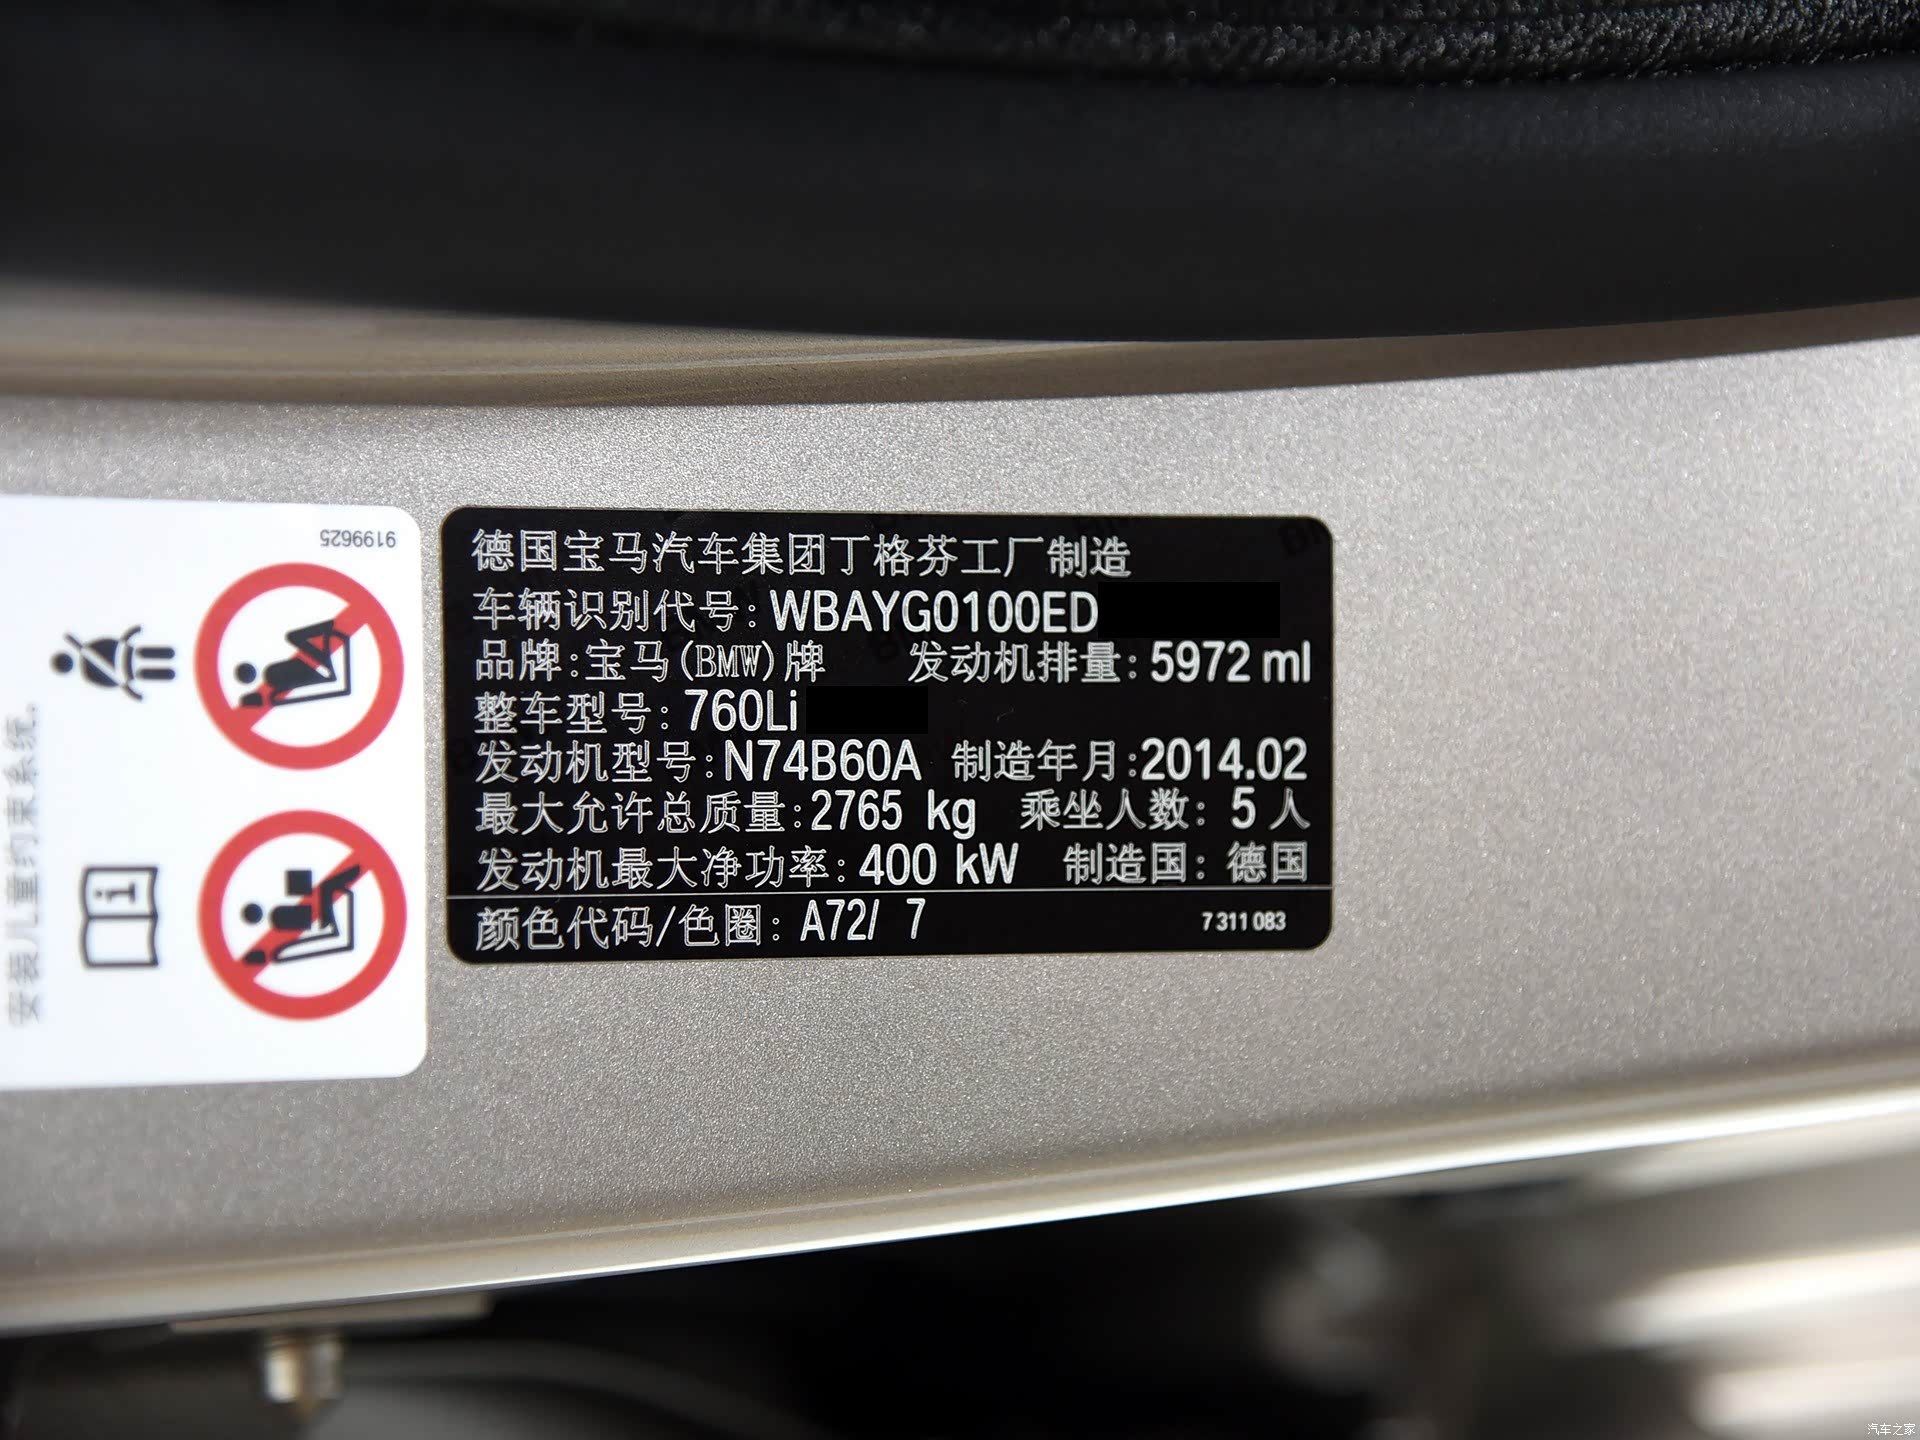 9199625
安装儿童约束系统。
德国宝马汽车集团丁格芬工厂制造
车辆识别代号: WBAYG0100ED
品牌:宝马(BMW)牌 发动机排量: 5972 ml
整车型号: 760Li
发动机型号:N74B60A 制造年月:2014.02
最大允许总质量:2765 kg 乘坐人数: 5 人
发动机最大净功率: 400 kW 制造国: 德国
颜色代码/色圈: A72/ 7 7 311 083
汽车之家